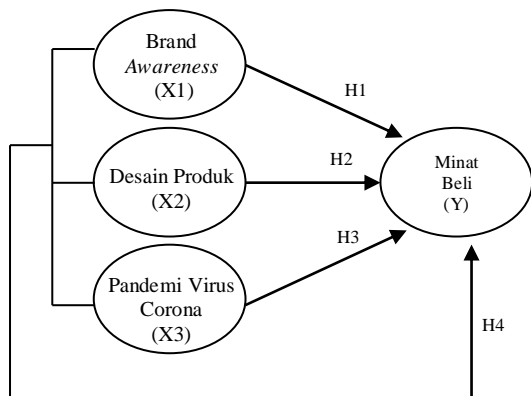 Brand
Awareness
(X1)
H1
Desain Produk
(X2)
H2
Minat
Beli
(Y)
Pandemi Virus
Corona
(X3)
H3
H4